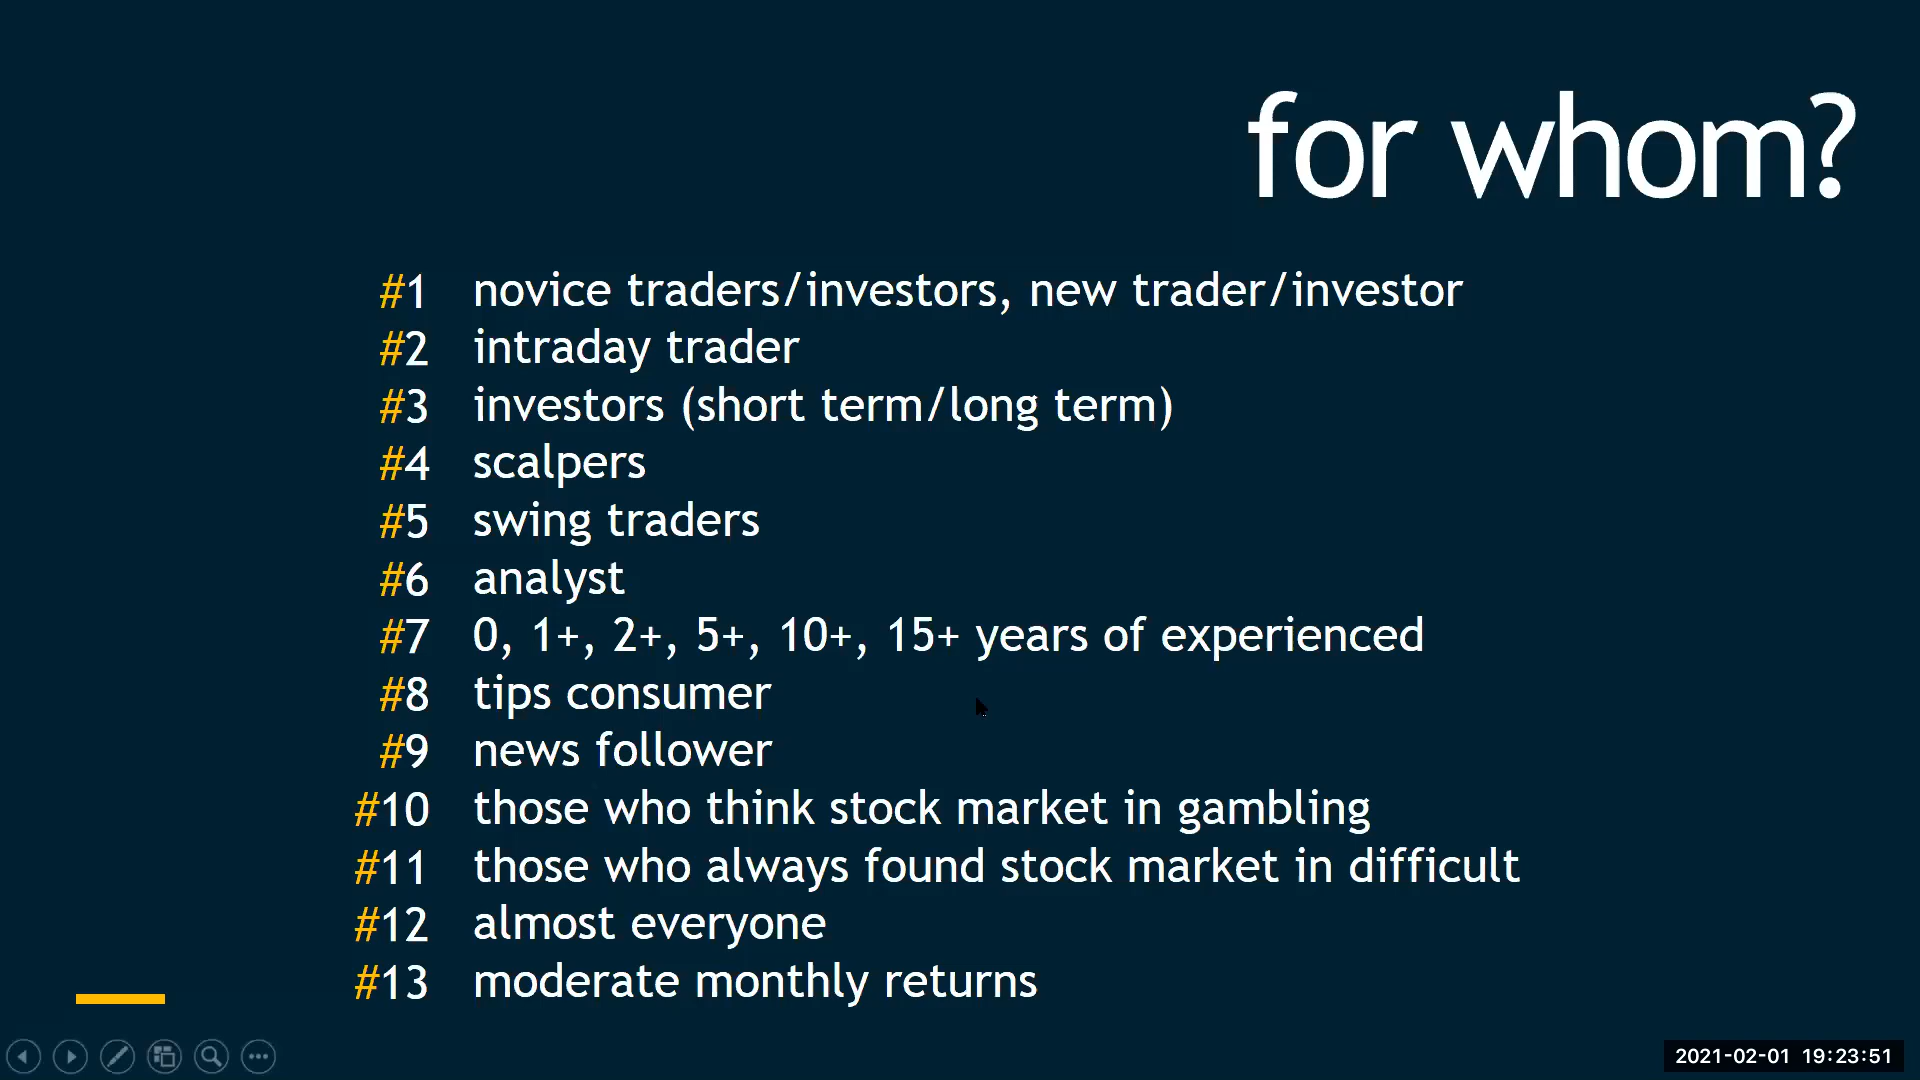 for whom?
#1 novice traders/investors, new trader/investor
#2 intraday trader
#3 investors (short term/long term)
#4 scalpers
#5 swing traders
#6 analyst
#7 0, 1+, 2+, 5+, 10+, 15+ years of experienced
#8 tips consumer
#9 news follower
#10 those who think stock market in gambling
#11 those who always found stock market in difficult
#12 almost everyone
#13 moderate monthly returns
2021-02-01 19:23:51